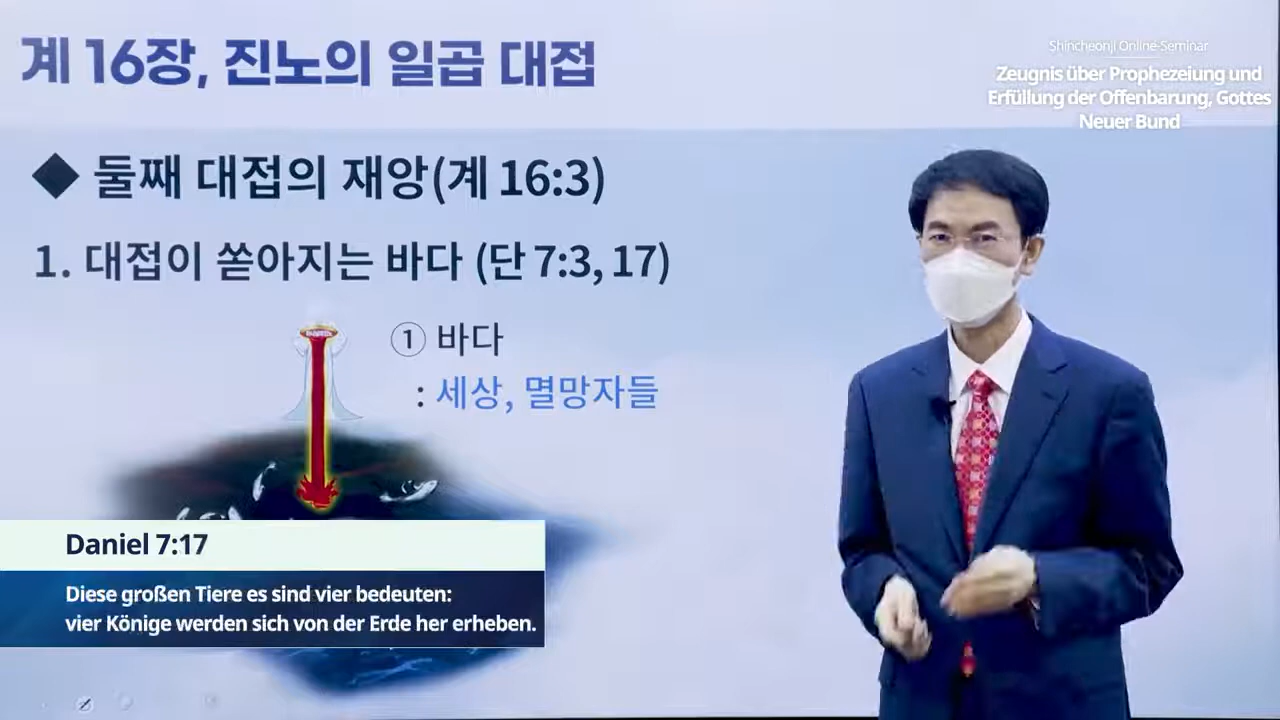 계 16장, 진노의 일곱 대접
Shincheonji Online-Seminar
Zeugnis über Prophezeiung und
Erfüllung der Offenbarung, Gottes
Neuer Bund
◆ 둘째 대접의 재앙(계 16:3)
1. 대접이 쏟아지는 바다 (단 7:3, 17)
① 바다
: 세상, 멸망자들
Daniel 7:17
Diese großen Tiere es sind vier bedeuten:
vier Könige werden sich von der Erde her erheben.